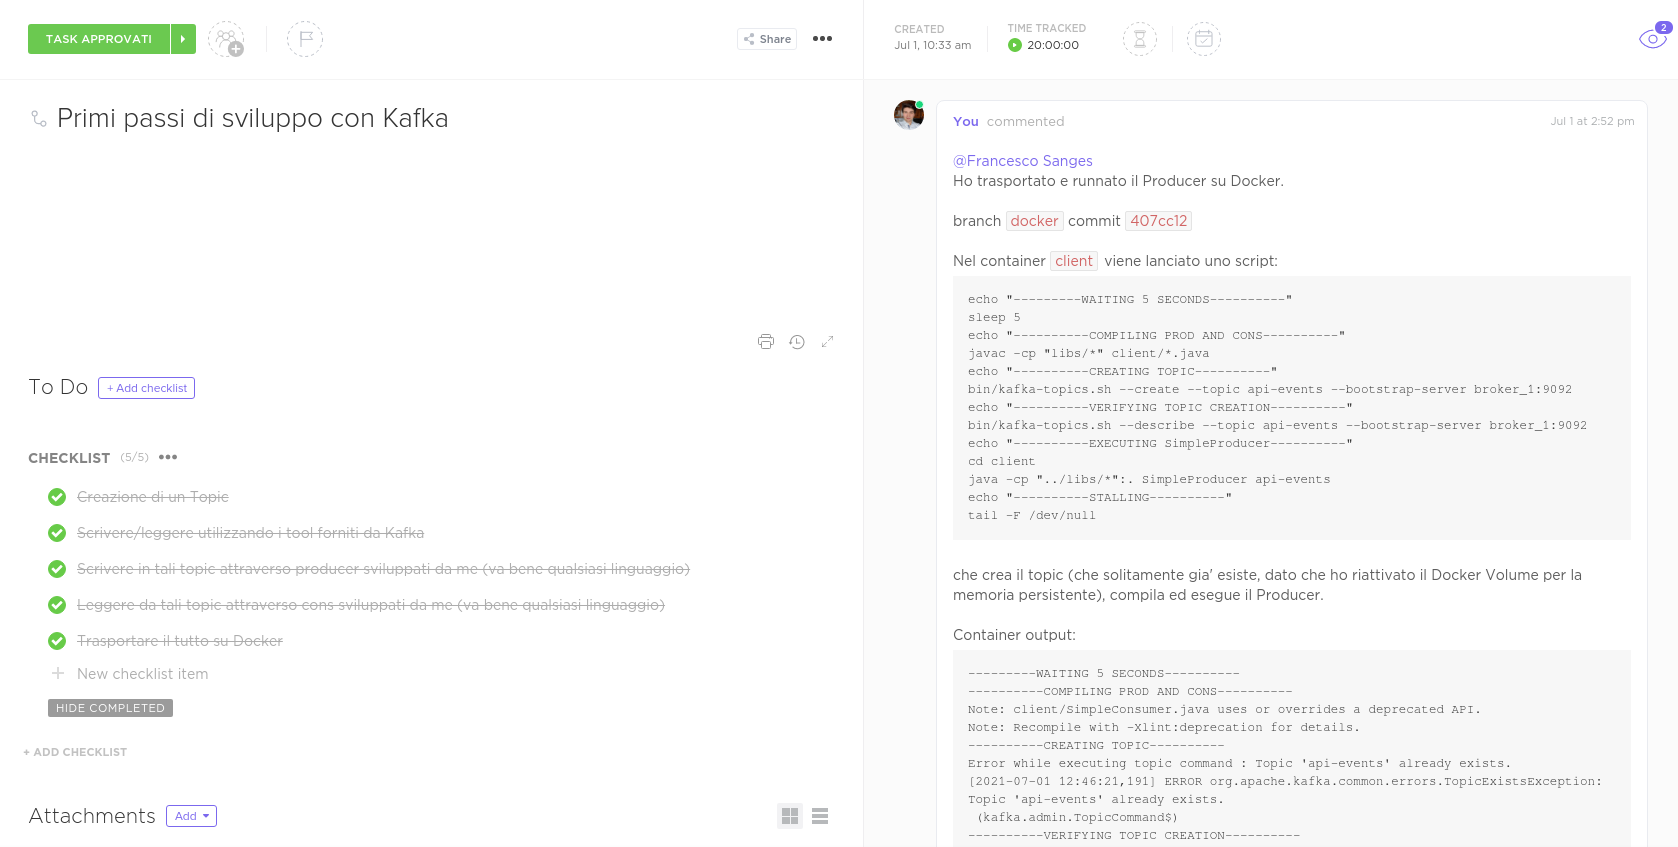 TASK APPROVATI
Share
CREATED
Jul 1, 10:33 am
TIME TRACKED
20:00:00
2
Primi passi di sviluppo con Kafka
To Do
+ Add checklist
CHECKLIST (5/5)
Creazione di un Topic
Scrivere/leggere utilizzando i tool forniti da Kafka
Scrivere in tali topic attraverso producer sviluppati da me (va bene qualsiasi linguaggio)
Leggere da tali topic attraverso cons sviluppati da me (va bene qualsiasi linguaggio)
Trasportare il tutto su Docker
New checklist item
HIDE COMPLETED
+ ADD CHECKLIST
Attachments
Add
You commented
Jul 1 at 2:52 pm
@Francesco Sanges
Ho trasportato e runnato il Producer su Docker.
branch docker commit 407cc12
Nel container client viene lanciato uno script:
echo "---------WAITING 5 SECONDS----------"
sleep 5
echo "----------COMPILING PROD AND CONS----------"
javac -cp "libs/*" client/*.java
echo "----------CREATING TOPIC----------"
bin/kafka-topics.sh --create --topic api-events --bootstrap-server broker_1:9092
echo "----------VERIFYING TOPIC CREATION----------"
bin/kafka-topics.sh --describe --topic api-events --bootstrap-server broker_1:9092
echo "----------EXECUTING SimpleProducer----------"
cd client
java -cp "../libs/*":. SimpleProducer api-events
echo "----------STALLING----------"
tail -F /dev/null
che crea il topic (che solitamente gia' esiste, dato che ho riattivato il Docker Volume per la
memoria persistente), compila ed esegue il Producer.
Container output:
---------WAITING 5 SECONDS----------
----------COMPILING PROD AND CONS----------
Note: client/SimpleConsumer.java uses or overrides a deprecated API.
Note: Recompile with -Xlint:deprecation for details.
----------CREATING TOPIC----------
Error while executing topic command : Topic 'api-events' already exists.
[2021-07-01 12:46:21,191] ERROR org.apache.kafka.common.errors.TopicExistsException:
Topic 'api-events' already exists.
(kafka.admin.TopicCommand$)
----------VERIFYING TOPIC CREATION----------